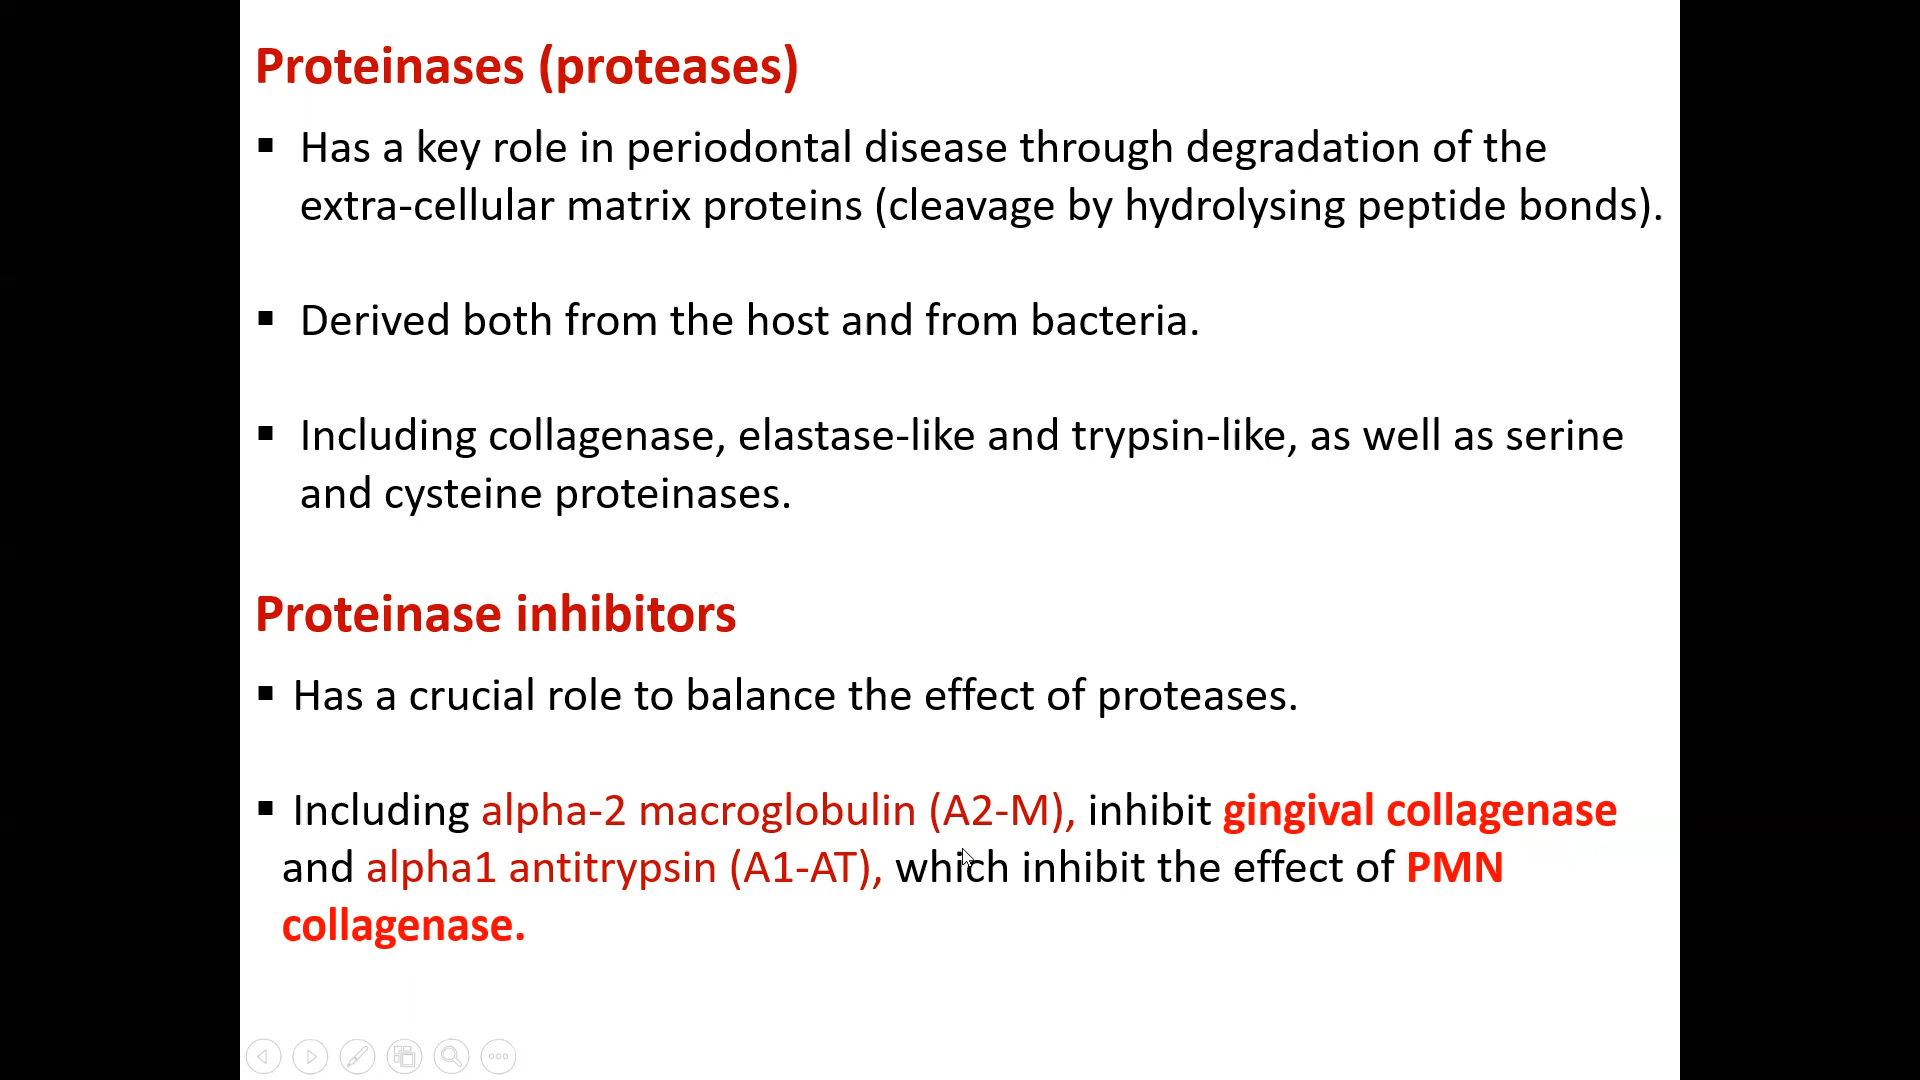 Proteinases (proteases)
▪ Has a key role in periodontal disease through degradation of the
extra-cellular matrix proteins (cleavage by hydrolysing peptide bonds).
▪ Derived both from the host and from bacteria.
▪ Including collagenase, elastase-like and trypsin-like, as well as serine
and cysteine proteinases.
Proteinase inhibitors
▪ Has a crucial role to balance the effect of proteases.
▪ Including alpha-2 macroglobulin (A2-M), inhibit gingival collagenase
and alpha1 antitrypsin (A1-AT), which inhibit the effect of PMN
collagenase.